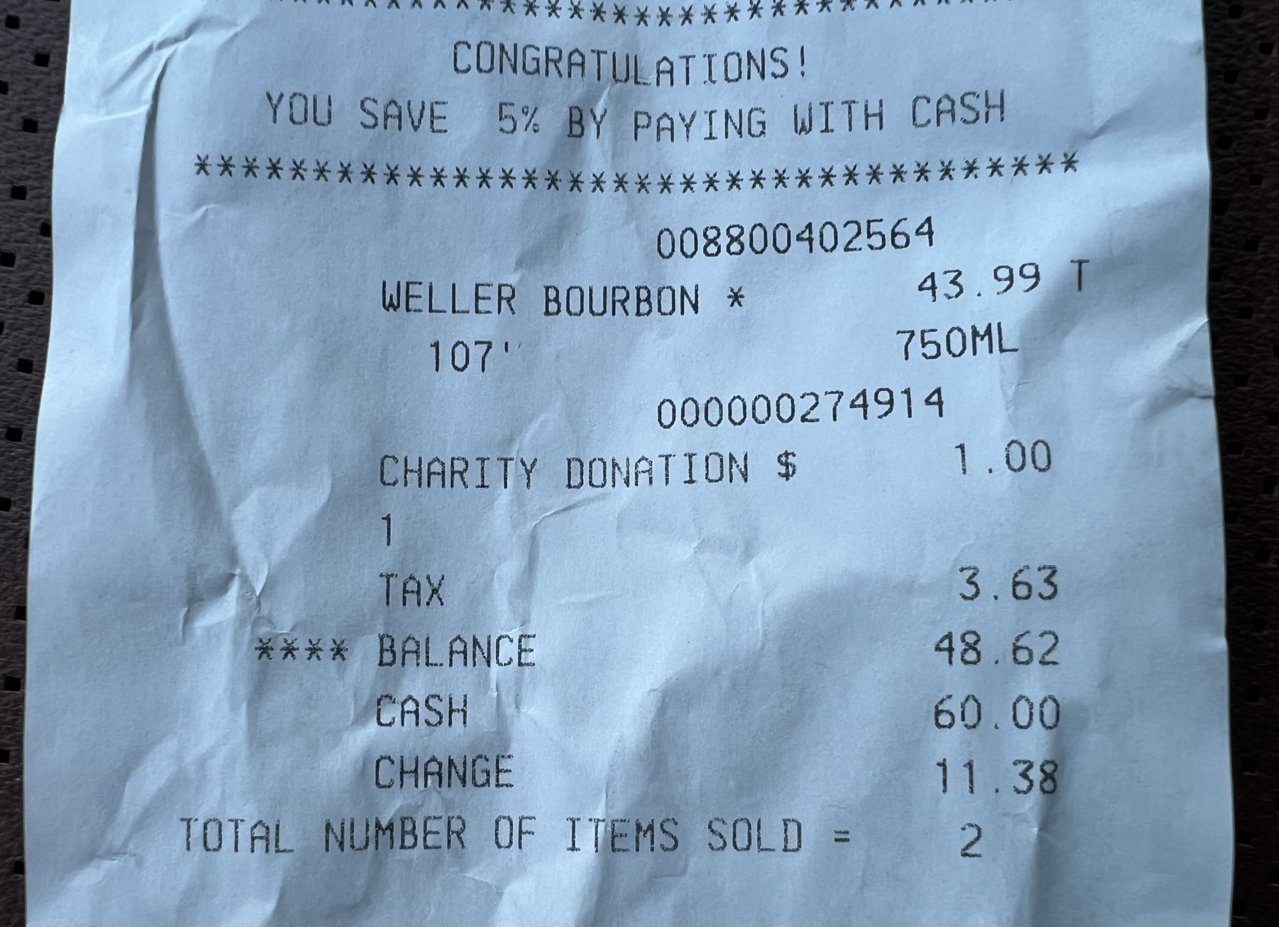 ***************************************
CONGRATULATIONS!
YOU SAVE 5% BY PAYING WITH CASH
***************************************
008800402564
WELLER BOURBON * 43.99 T
107' 750ML
000000274914
CHARITY DONATION $ 1.00
1
TAX 3.63
**** BALANCE 48.62
CASH 60.00
CHANGE 11.38
TOTAL NUMBER OF ITEMS SOLD = 2